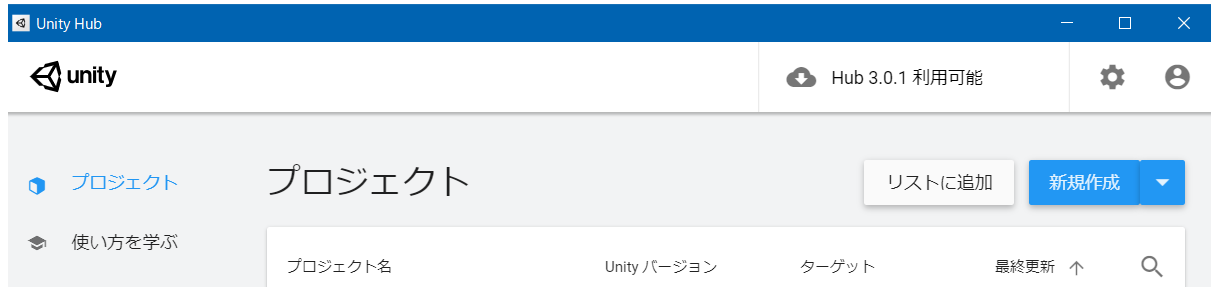 Unity Hub
unity
Hub 3.0.1 利用可能
プロジェクト
使い方を学ぶ
プロジェクト
リストに追加
新規作成
プロジェクト名 Unity バージョン ターゲット 最終更新